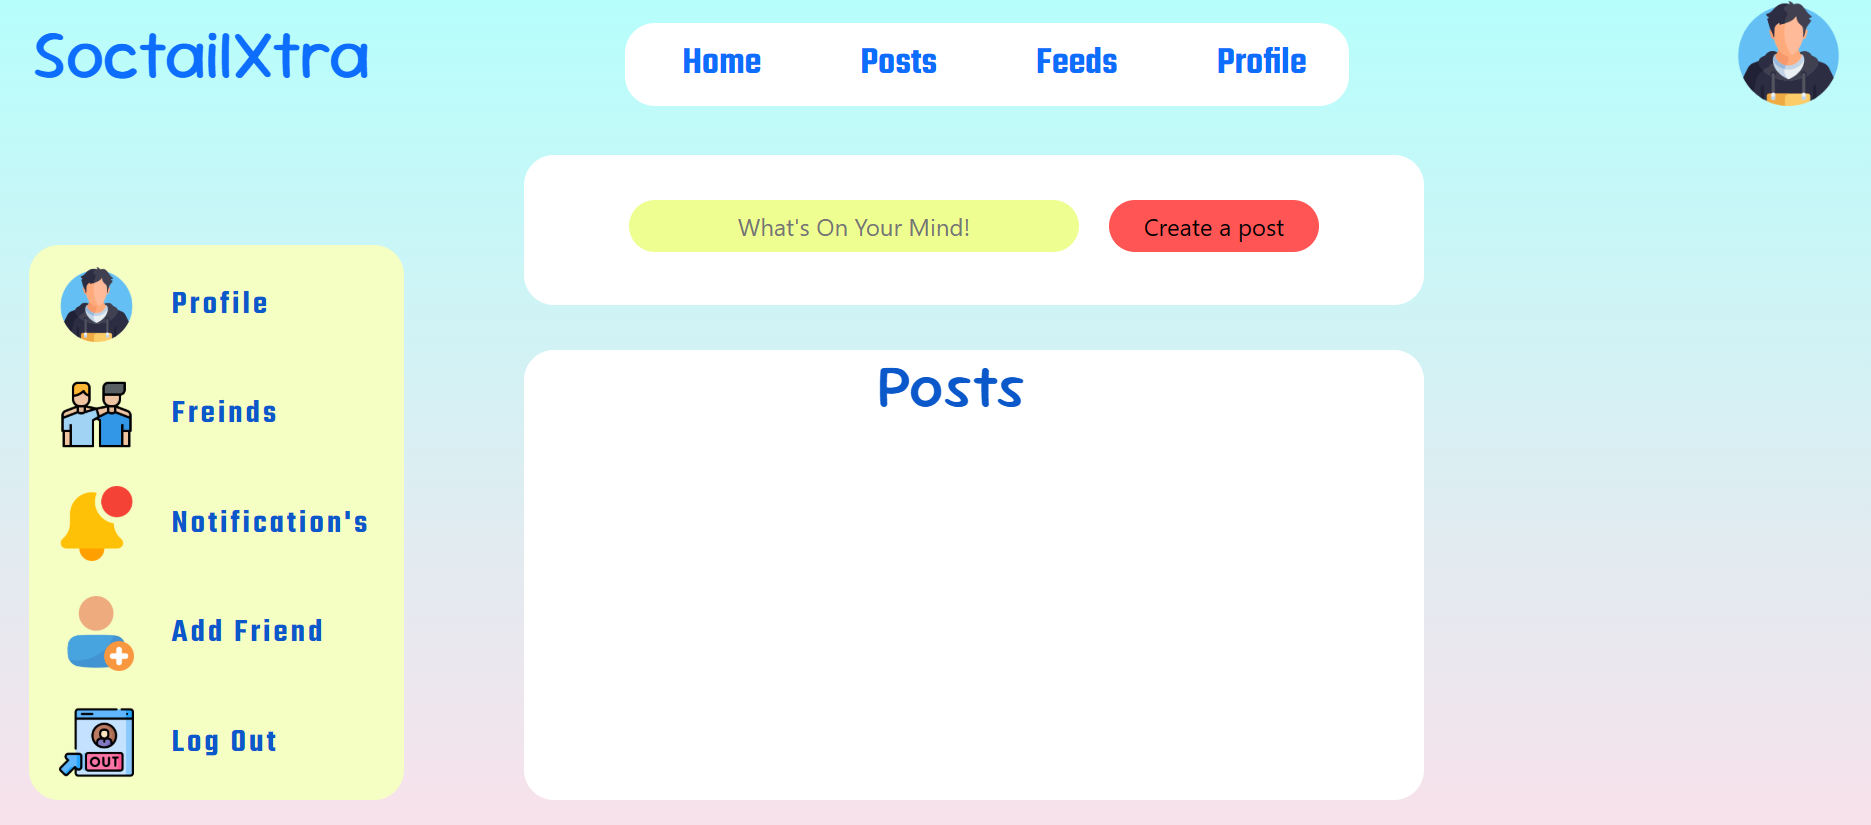 SoctailXtra
Home Posts Feeds Profile
What's On Your Mind! Create a post
Profile
Freinds
Notification's
Add Friend
OUT Log Out
Posts